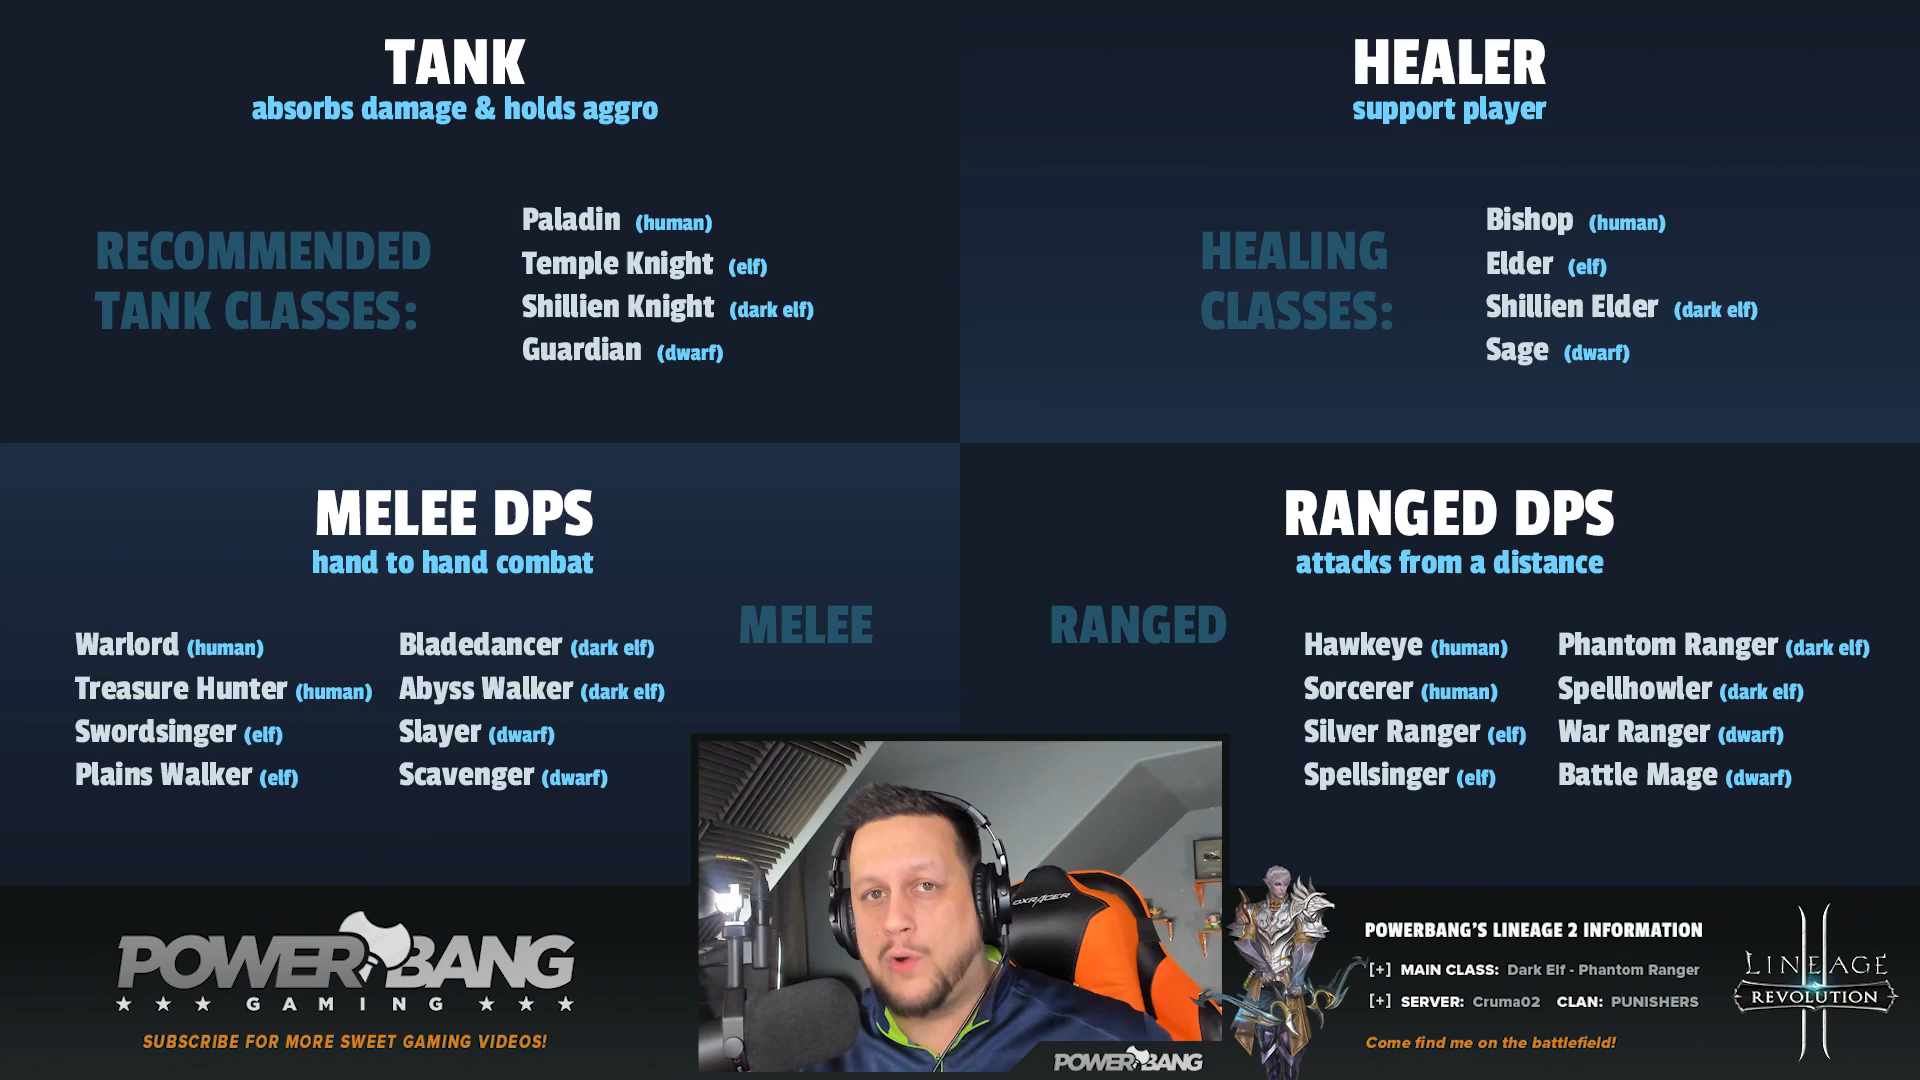 TANK
absorbs damage & holds aggro
RECOMMENDED
TANK CLASSES:
Paladin (human)
Temple Knight (elf)
Shillien Knight (dark elf)
Guardian (dwarf)
HEALER
support player
HEALING
CLASSES:
Bishop (human)
Elder (elf)
Shillien Elder (dark elf)
Sage (dwarf)
MELEE DPS
hand to hand combat
MELEE
Warlord (human)
Treasure Hunter (human)
Swordsinger (elf)
Plains Walker (elf)
Bladedancer (dark elf)
Abyss Walker (dark elf)
Slayer (dwarf)
Scavenger (dwarf)
RANGED DPS
attacks from a distance
RANGED
Hawkeye (human)
Sorcerer (human)
Silver Ranger (elf)
Spellsinger (elf)
Phantom Ranger (dark elf)
Spellhowler (dark elf)
War Ranger (dwarf)
Battle Mage (dwarf)
POWERBANG
GAMING
SUBSCRIBE FOR MORE SWEET GAMING VIDEOS!
OXRACER
POWERBANG
POWERBANG'S LINEAGE 2 INFORMATION
[+] MAIN CLASS: Dark Elf - Phantom Ranger
[+] SERVER: Cruma02 CLAN: PUNISHERS
Come find me on the battlefield!
LINEAGE
REVOLUTION